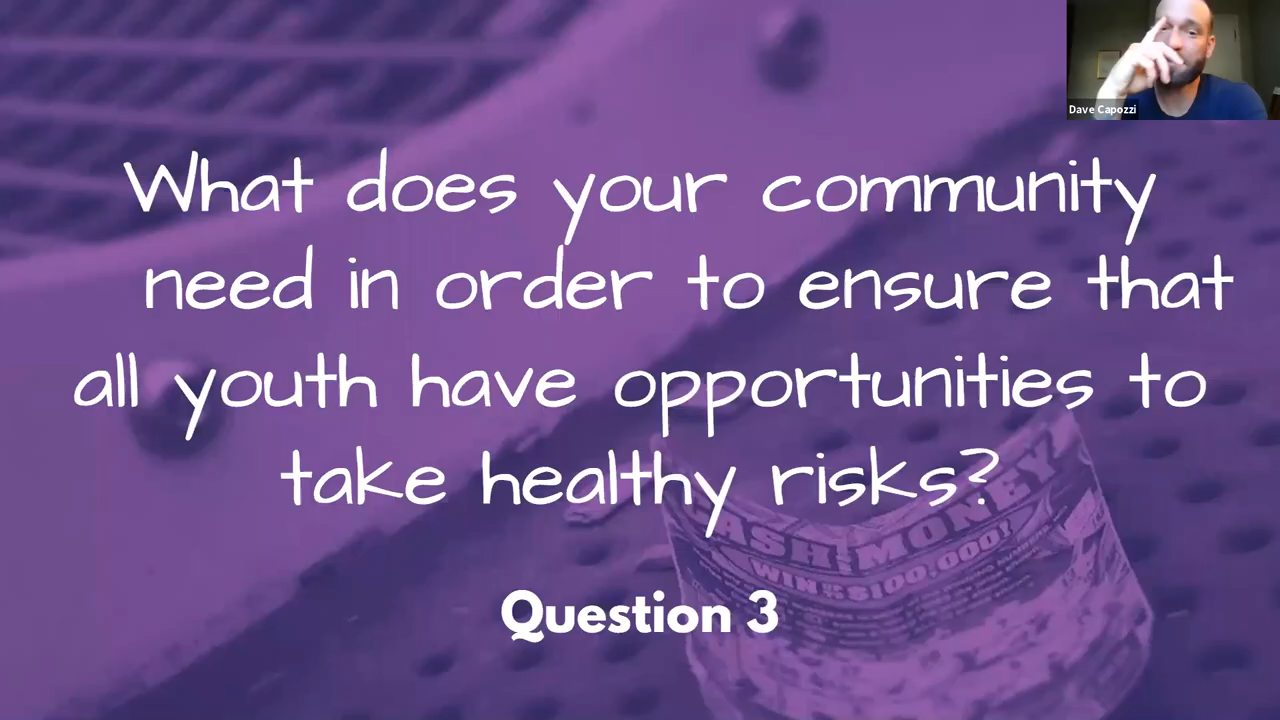 Dave Capozzi
What does your community
need in order to ensure that
all youth have opportunities to
take healthy risks?
CASH MONEY
WIN $100,000!
Question 3